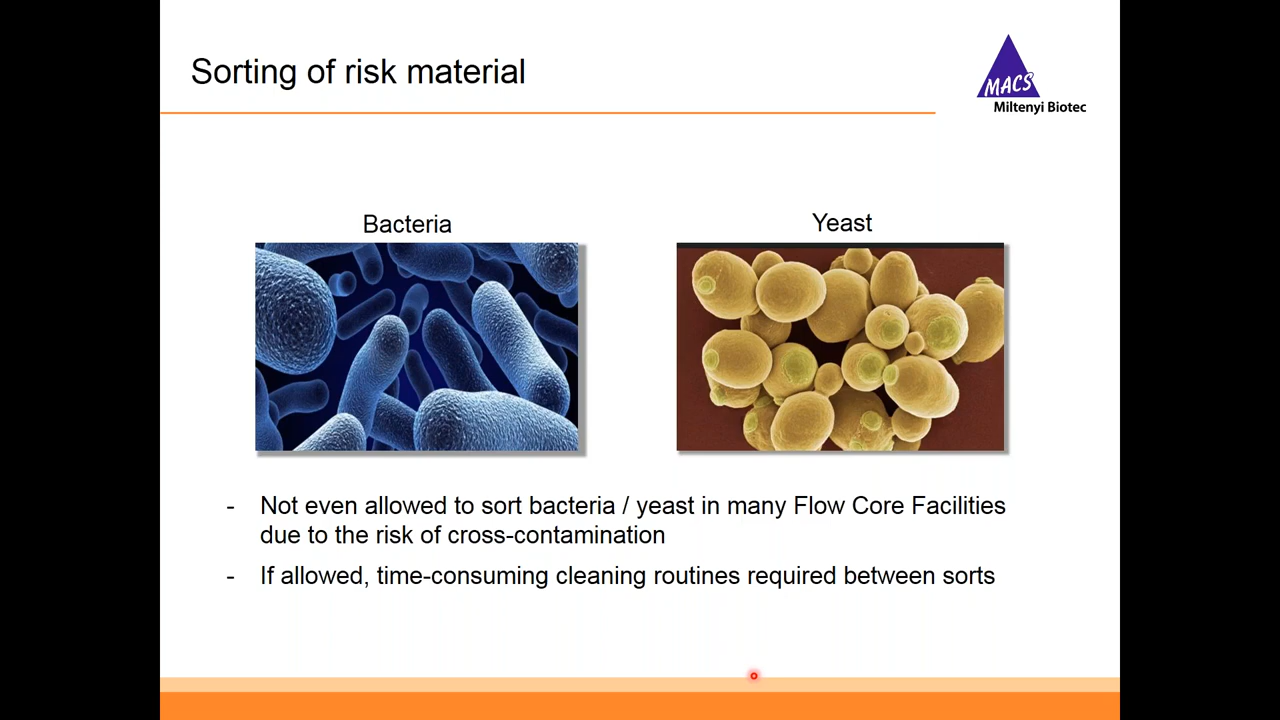 Sorting of risk material
MACS
Miltenyi Biotec
Bacteria
Yeast
- Not even allowed to sort bacteria / yeast in many Flow Core Facilities
due to the risk of cross-contamination
- If allowed, time-consuming cleaning routines required between sorts